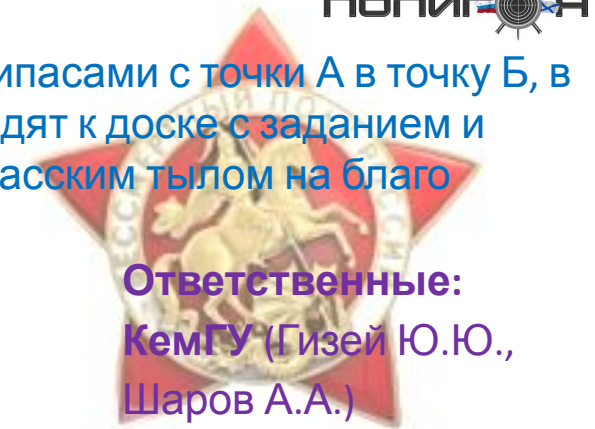 ипасами с точки А в точку Б, в
дят к доске с заданием и
асским тылом на благо
Ответственные:
КемГУ (Гизей Ю.Ю.,
Шаров А.А.)